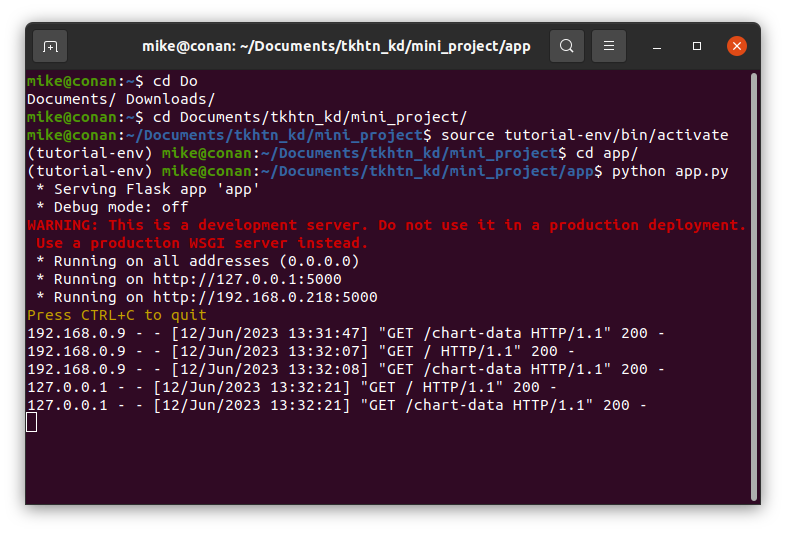 mike@conan: ~/Documents/tkhtn_kd/mini_project/app
mike@conan:~$ cd Do
Documents/ Downloads/
mike@conan:~$ cd Documents/tkhtn_kd/mini_project/
mike@conan:~/Documents/tkhtn_kd/mini_project$ source tutorial-env/bin/activate
(tutorial-env) mike@conan:~/Documents/tkhtn_kd/mini_project$ cd app/
(tutorial-env) mike@conan:~/Documents/tkhtn_kd/mini_project/app$ python app.py
 * Serving Flask app 'app'
 * Debug mode: off
WARNING: This is a development server. Do not use it in a production deployment.
 Use a production WSGI server instead.
 * Running on all addresses (0.0.0.0)
 * Running on http://127.0.0.1:5000
 * Running on http://192.168.0.218:5000
Press CTRL+C to quit
192.168.0.9 - - [12/Jun/2023 13:31:47] "GET /chart-data HTTP/1.1" 200 -
192.168.0.9 - - [12/Jun/2023 13:32:07] "GET / HTTP/1.1" 200 -
192.168.0.9 - - [12/Jun/2023 13:32:08] "GET /chart-data HTTP/1.1" 200 -
127.0.0.1 - - [12/Jun/2023 13:32:21] "GET / HTTP/1.1" 200 -
127.0.0.1 - - [12/Jun/2023 13:32:21] "GET /chart-data HTTP/1.1" 200 -